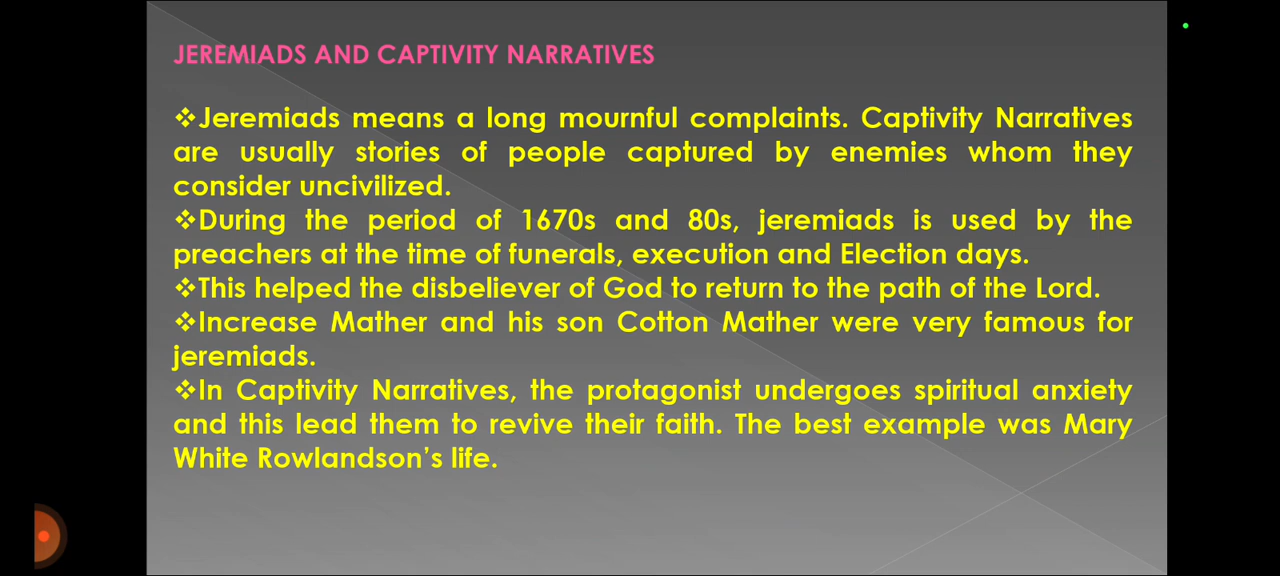 JEREMIADS AND CAPTIVITY NARRATIVES
❖Jeremiads means a long mournful complaints. Captivity Narratives
are usually stories of people captured by enemies whom they
consider uncivilized.
❖During the period of 1670s and 80s, jeremiads is used by the
preachers at the time of funerals, execution and Election days.
❖This helped the disbeliever of God to return to the path of the Lord.
❖Increase Mather and his son Cotton Mather were very famous for
jeremiads.
❖In Captivity Narratives, the protagonist undergoes spiritual anxiety
and this lead them to revive their faith. The best example was Mary
White Rowlandson’s life.